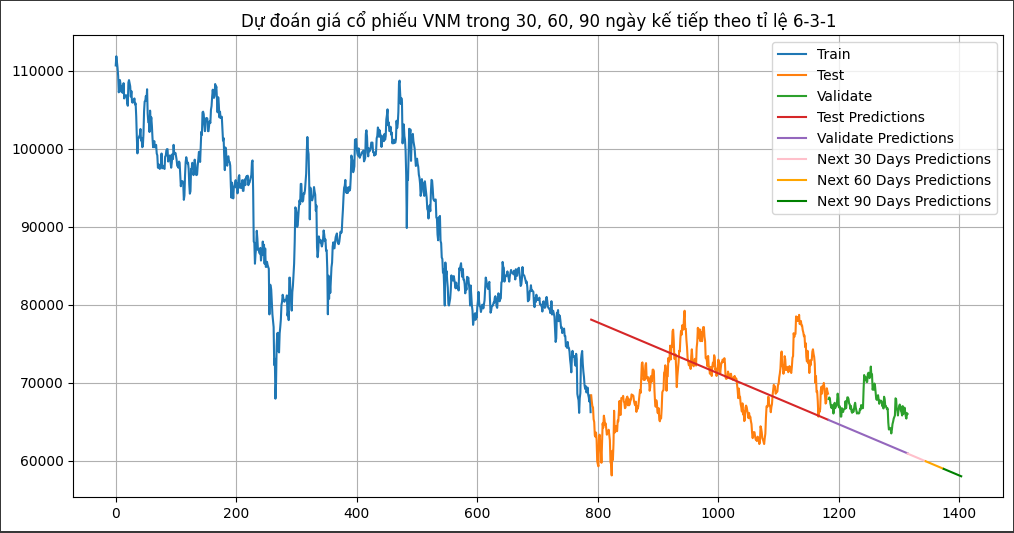 Dự đoán giá cổ phiếu VNM trong 30, 60, 90 ngày kế tiếp theo tỉ lệ 6-3-1
110000
100000
90000
80000
70000
60000
0
200
400
600
800
1000
1200
1400
Train
Test
Validate
Test Predictions
Validate Predictions
Next 30 Days Predictions
Next 60 Days Predictions
Next 90 Days Predictions